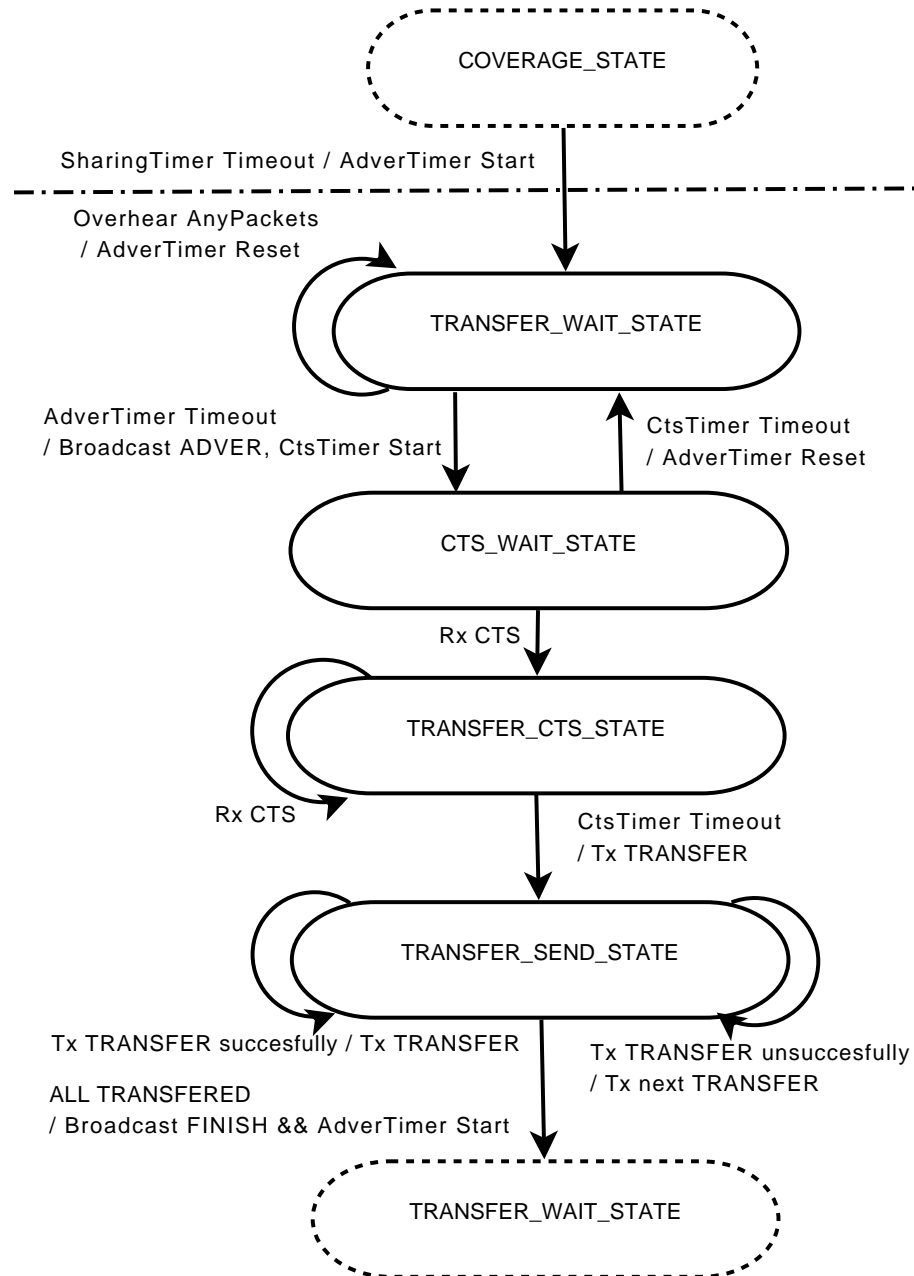 COVERAGE_STATE
SharingTimer Timeout / AdverTimer Start
Overhear AnyPackets
/ AdverTimer Reset
TRANSFER_WAIT_STATE
AdverTimer Timeout
/ Broadcast ADVER, CtsTimer Start
CtsTimer Timeout
/ AdverTimer Reset
CTS_WAIT_STATE
Rx CTS
TRANSFER_CTS_STATE
Rx CTS
CtsTimer Timeout
/ Tx TRANSFER
TRANSFER_SEND_STATE
Tx TRANSFER succesfully / Tx TRANSFER
Tx TRANSFER unsuccesfully
/ Tx next TRANSFER
ALL TRANSFERED
/ Broadcast FINISH && AdverTimer Start
TRANSFER_WAIT_STATE